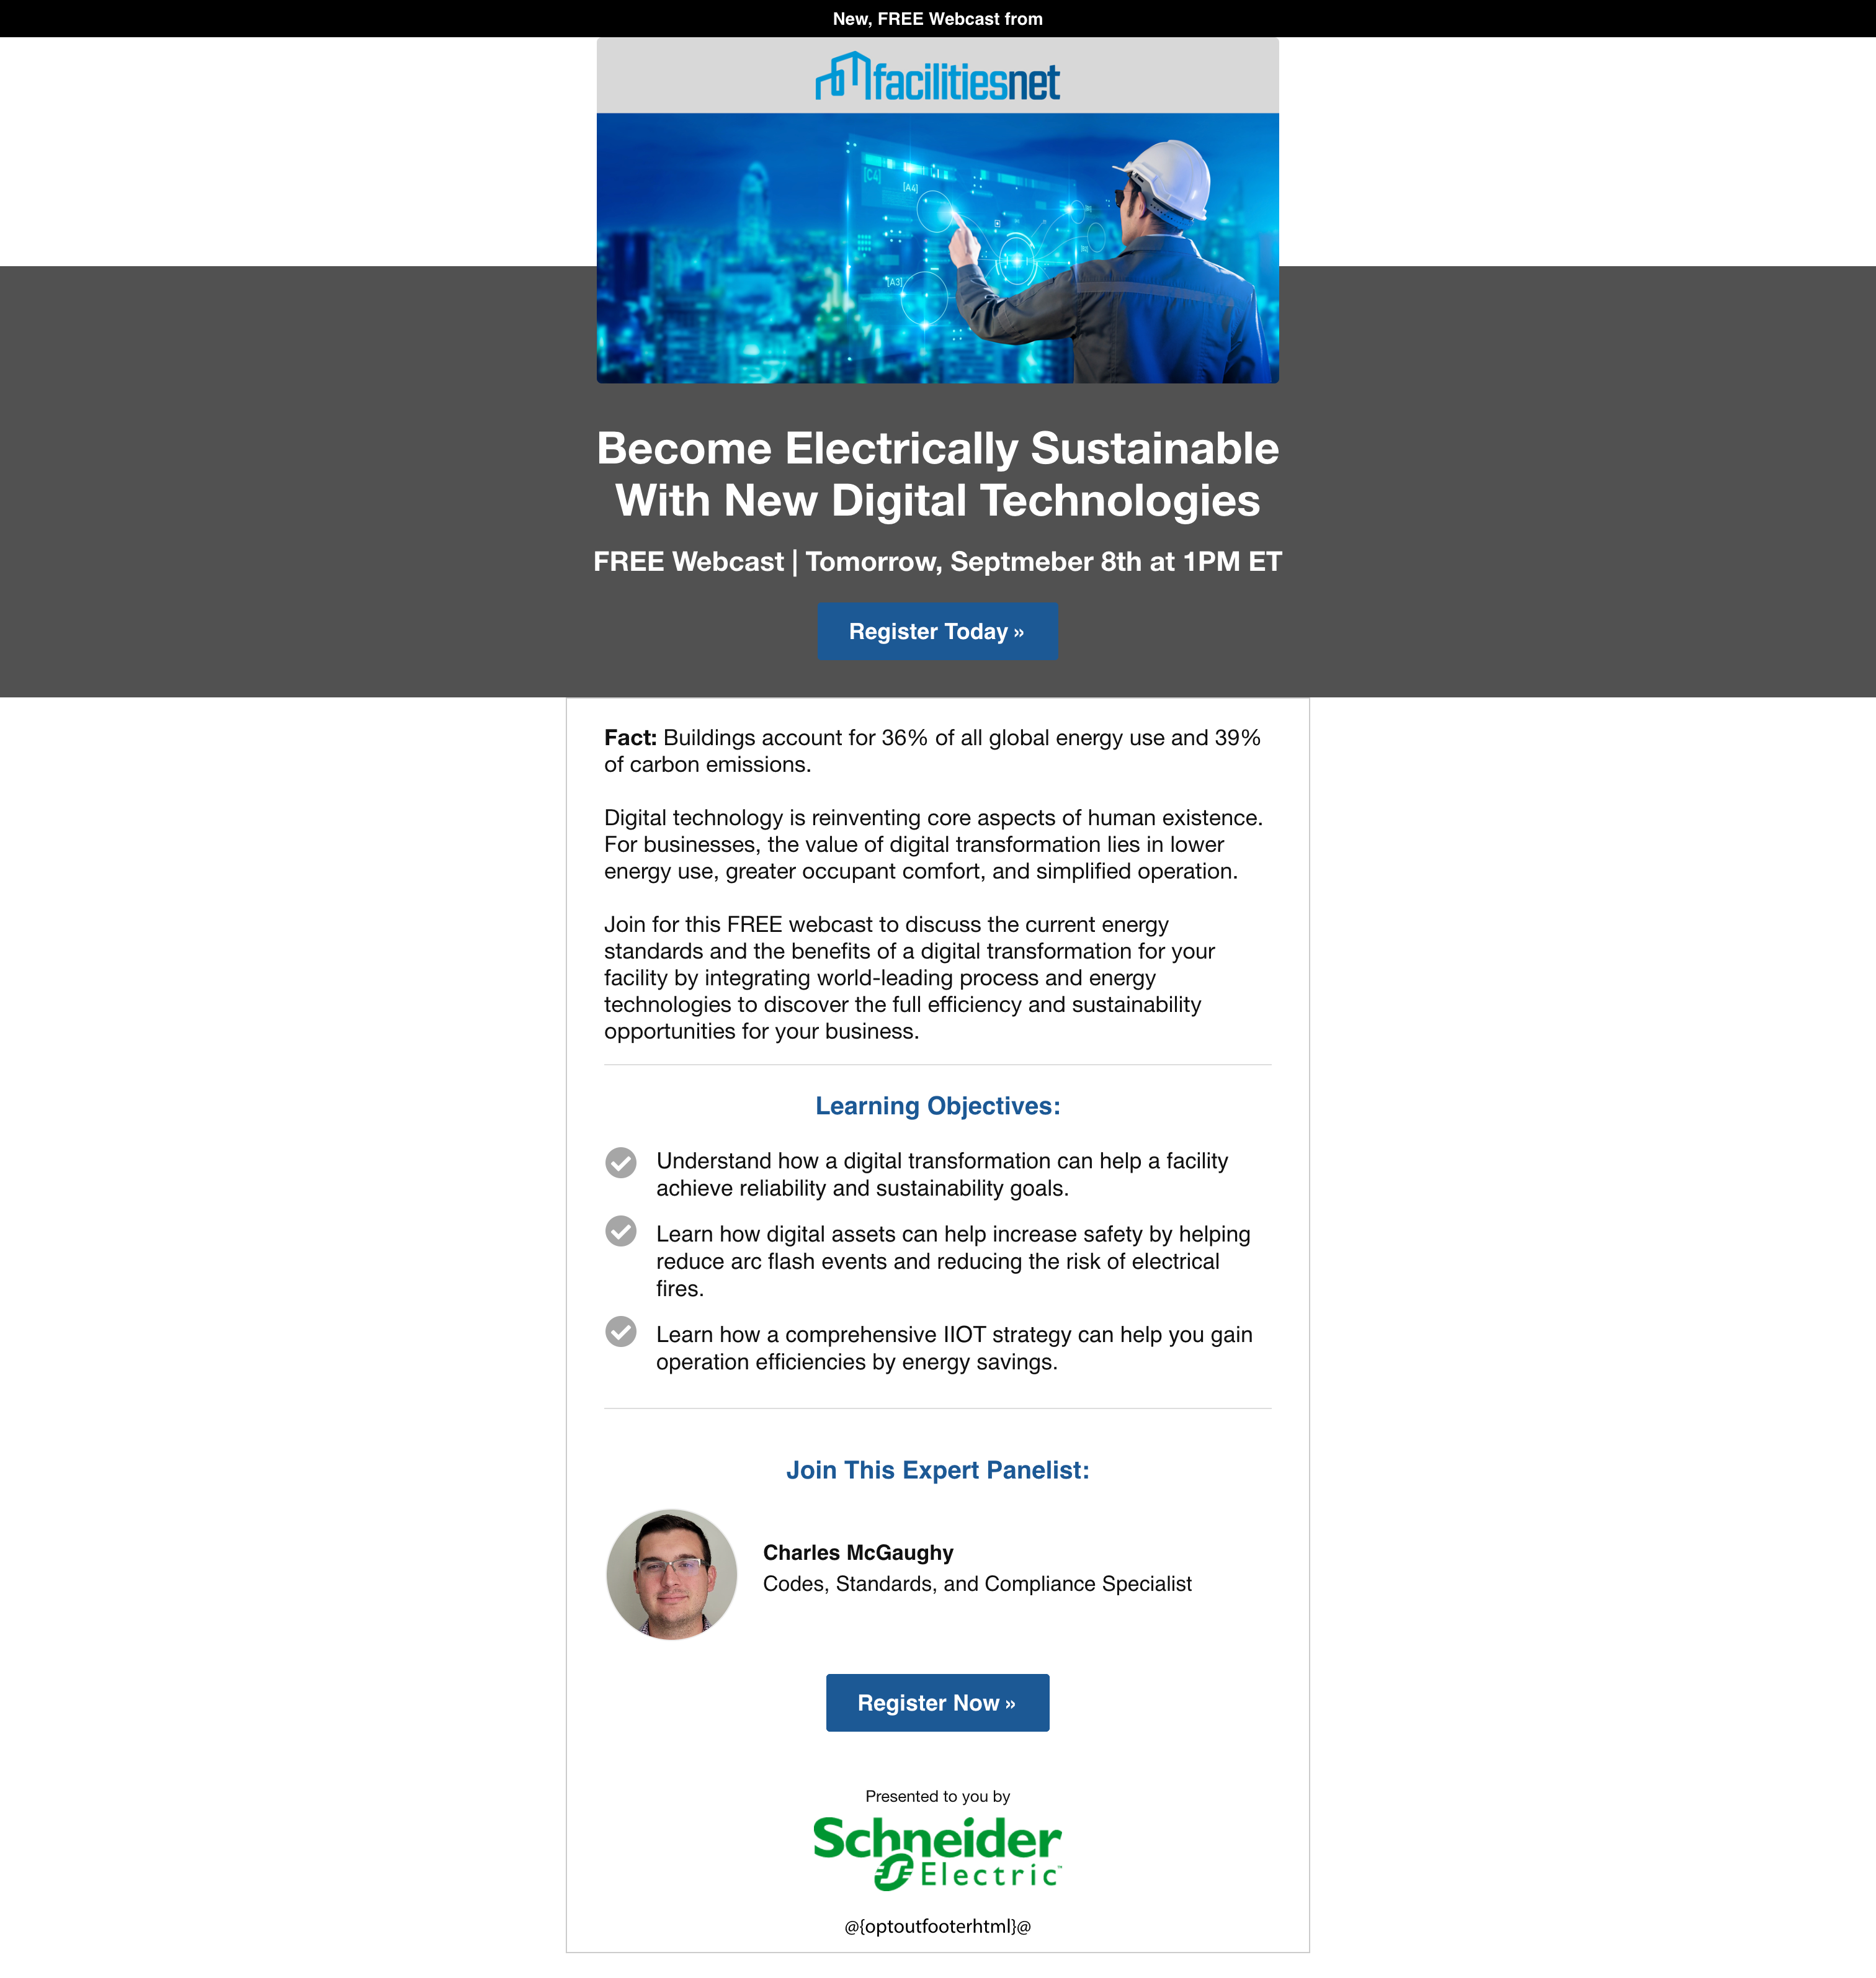 New, FREE Webcast from
facilitiesnet
[C4]
[A4]
[A3]
Become Electrically Sustainable
With New Digital Technologies
FREE Webcast | Tomorrow, Septmeber 8th at 1PM ET
Register Today »
Fact: Buildings account for 36% of all global energy use and 39%
of carbon emissions.
Digital technology is reinventing core aspects of human existence.
For businesses, the value of digital transformation lies in lower
energy use, greater occupant comfort, and simplified operation.
Join for this FREE webcast to discuss the current energy
standards and the benefits of a digital transformation for your
facility by integrating world-leading process and energy
technologies to discover the full efficiency and sustainability
opportunities for your business.
Learning Objectives:
Understand how a digital transformation can help a facility
achieve reliability and sustainability goals.
Learn how digital assets can help increase safety by helping
reduce arc flash events and reducing the risk of electrical
fires.
Learn how a comprehensive IIOT strategy can help you gain
operation efficiencies by energy savings.
Join This Expert Panelist:
Charles McGaughy
Codes, Standards, and Compliance Specialist
Register Now »
Presented to you by
Schneider
Electric™
@{optoutfooterhtml}@